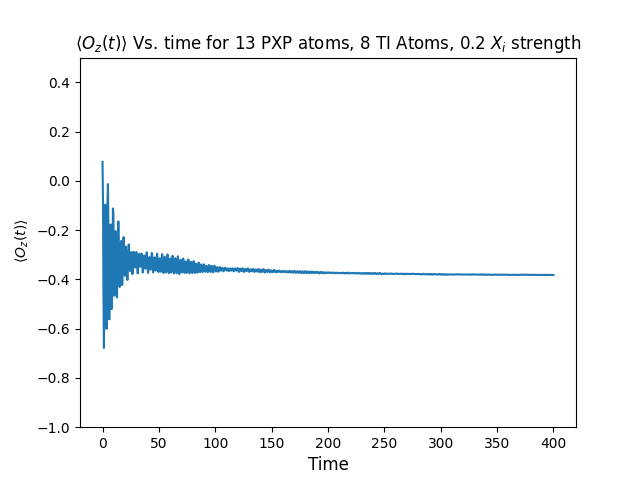 ⟨O_z(t)⟩ Vs. time for 13 PXP atoms, 8 TI Atoms, 0.2 X_i strength
0.4
0.2
0.0
−0.2
−0.4
−0.6
−0.8
−1.0
⟨O_z(t)⟩
0 50 100 150 200 250 300 350 400
Time